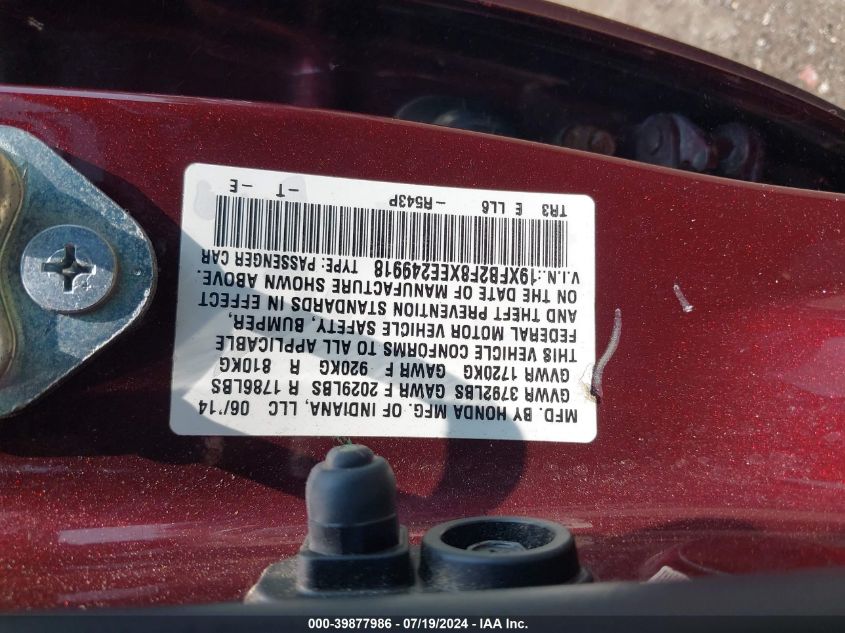 MFD. BY HONDA MFG. OF INDIANA, LLC 06/'14
GVWR 3792LBS GAWR F 2029LBS R 1786LBS
GVWR 1720KG GAWR F 920KG R 810KG
THIS VEHICLE CONFORMS TO ALL APPLICABLE
FEDERAL MOTOR VEHICLE SAFETY, BUMPER,
AND THEFT PREVENTION STANDARDS IN EFFECT
ON THE DATE OF MANUFACTURE SHOWN ABOVE.
V.I.N.:19XFB2F8XEE249918 TYPE: PASSENGER CAR
TR3 E LL6 -R543P -T -E
000-39877986 - 07/19/2024 - IAA Inc.